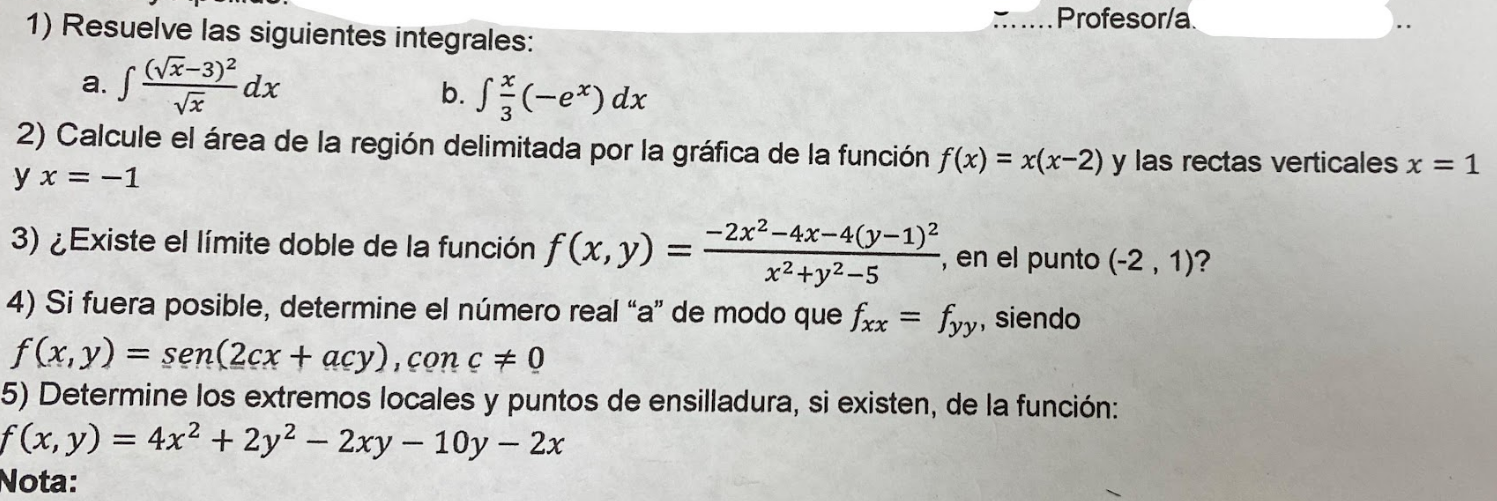 :......Profesor/a. ..
1) Resuelve las siguientes integrales:
a. ∫ (√x−3)²/√x dx b. ∫ x/3 (−eˣ) dx
2) Calcule el área de la región delimitada por la gráfica de la función f(x) = x(x−2) y las rectas verticales x = 1
y x = −1
3) ¿Existe el límite doble de la función f(x, y) = (−2x²−4x−4(y−1)²)/(x²+y²−5), en el punto (-2 , 1)?
4) Si fuera posible, determine el número real “a” de modo que fₓₓ = f_yy, siendo
f(x, y) = sen(2cx + acy), con c ≠ 0
5) Determine los extremos locales y puntos de ensilladura, si existen, de la función:
f(x, y) = 4x² + 2y² − 2xy − 10y − 2x
Nota: